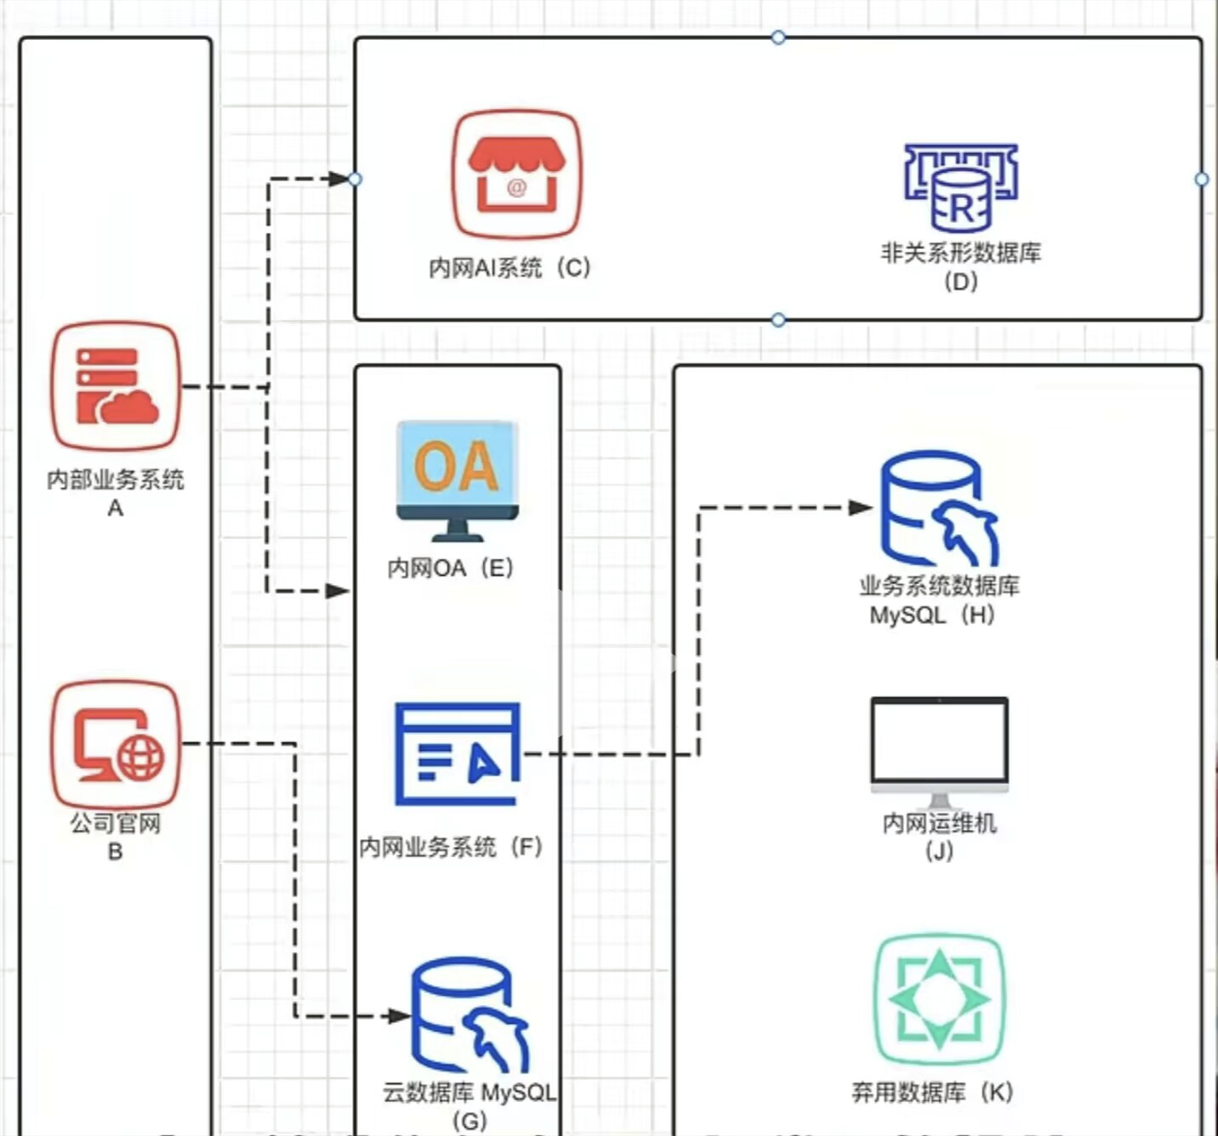 @
内网AI系统（C）
R
非关系形数据库
（D）
内部业务系统
A
OA
内网OA（E）
业务系统数据库
MySQL（H）
公司官网
B
内网业务系统（F）
内网运维机
（J）
云数据库 MySQL
（G）
弃用数据库（K）